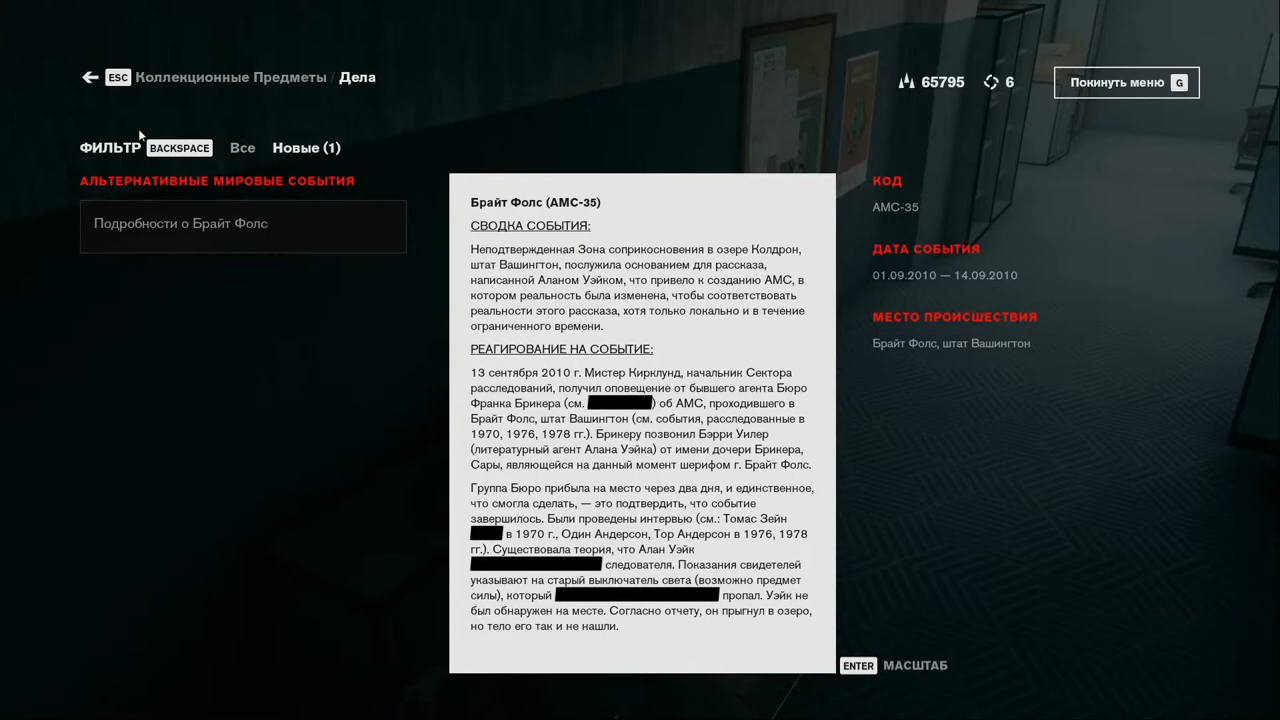 ESC Коллекционные Предметы / Дела
65795 6 Покинуть меню G
ФИЛЬТР BACKSPACE Все Новые (1)
АЛЬТЕРНАТИВНЫЕ МИРОВЫЕ СОБЫТИЯ
Подробности о Брайт Фолс
Брайт Фолс (АМС-35)
СВОДКА СОБЫТИЯ:
Неподтвержденная Зона соприкосновения в озере Колдрон,
штат Вашингтон, послужила основанием для рассказа,
написанной Аланом Уэйком, что привело к созданию АМС, в
котором реальность была изменена, чтобы соответствовать
реальности этого рассказа, хотя только локально и в течение
ограниченного времени.
РЕАГИРОВАНИЕ НА СОБЫТИЕ:
13 сентября 2010 г. Мистер Кирклунд, начальник Сектора
расследований, получил оповещение от бывшего агента Бюро
Франка Брикера (см. ) об АМС, проходившего в
Брайт Фолс, штат Вашингтон (см. события, расследованные в
1970, 1976, 1978 гг.). Брикеру позвонил Бэрри Уилер
(литературный агент Алана Уэйка) от имени дочери Брикера,
Сары, являющейся на данный момент шерифом г. Брайт Фолс.
Группа Бюро прибыла на место через два дня, и единственное,
что смогла сделать, — это подтвердить, что событие
завершилось. Были проведены интервью (см.: Томас Зейн
в 1970 г., Один Андерсон, Тор Андерсон в 1976, 1978
гг.). Существовала теория, что Алан Уэйк
следователя. Показания свидетелей
указывают на старый выключатель света (возможно предмет
силы), который пропал. Уэйк не
был обнаружен на месте. Согласно отчету, он прыгнул в озеро,
но тело его так и не нашли.
КОД
АМС-35
ДАТА СОБЫТИЯ
01.09.2010 — 14.09.2010
МЕСТО ПРОИСШЕСТВИЯ
Брайт Фолс, штат Вашингтон
ENTER МАСШТАБ